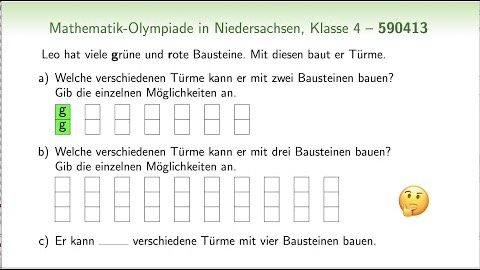 Mathematik-Olympiade in Niedersachsen, Klasse 4 – 590413
Leo hat viele grüne und rote Bausteine. Mit diesen baut er Türme.
a) Welche verschiedenen Türme kann er mit zwei Bausteinen bauen?
Gib die einzelnen Möglichkeiten an.
g
g
b) Welche verschiedenen Türme kann er mit drei Bausteinen bauen?
Gib die einzelnen Möglichkeiten an.
c) Er kann ____ verschiedene Türme mit vier Bausteinen bauen.